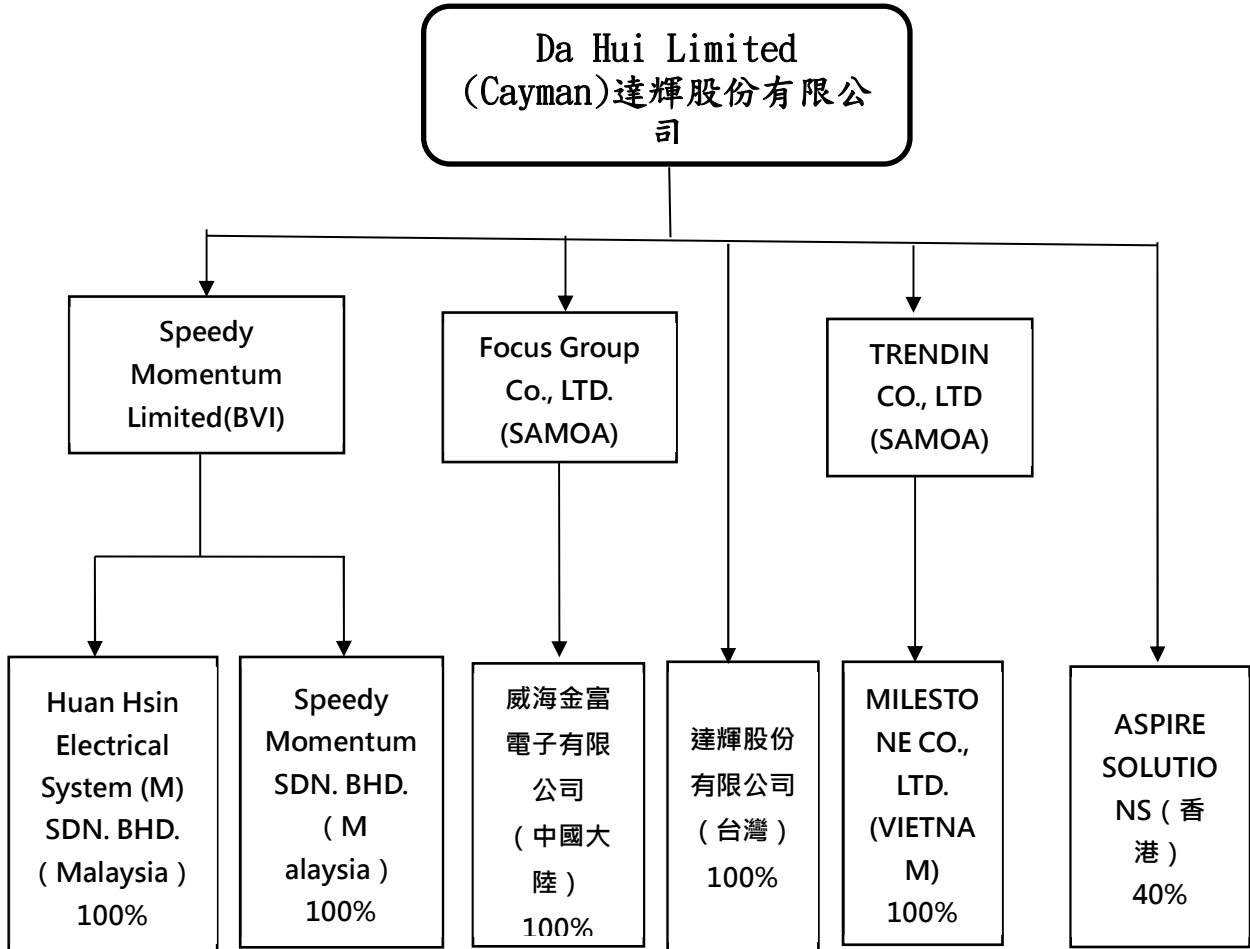 Da Hui Limited
(Cayman)達輝股份有限公
司
Speedy
Momentum
Limited(BVI)
Focus Group
Co., LTD.
(SAMOA)
TRENDIN
CO., LTD
(SAMOA)
Huan Hsin
Electrical
System (M)
SDN. BHD.
（Malaysia）
100%
Speedy
Momentum
SDN. BHD.
（M
alaysia）
100%
威海金富
電子有限
公司
（中國大
陸）
100%
達輝股份
有限公司
（台灣）
100%
MILESTO
NE CO.,
LTD.
(VIETNA
M)
100%
ASPIRE
SOLUTIO
NS（香
港）
40%